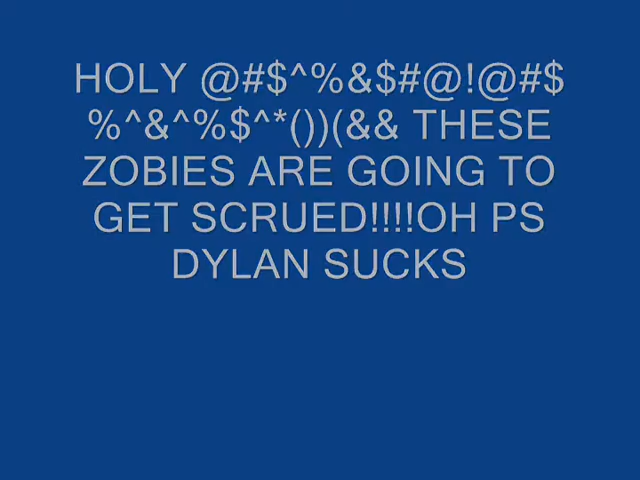 HOLY @#$^%&$#@!@#$
%^&^%$^*())(&& THESE
ZOBIES ARE GOING TO
GET SCRUED!!!!OH PS
DYLAN SUCKS